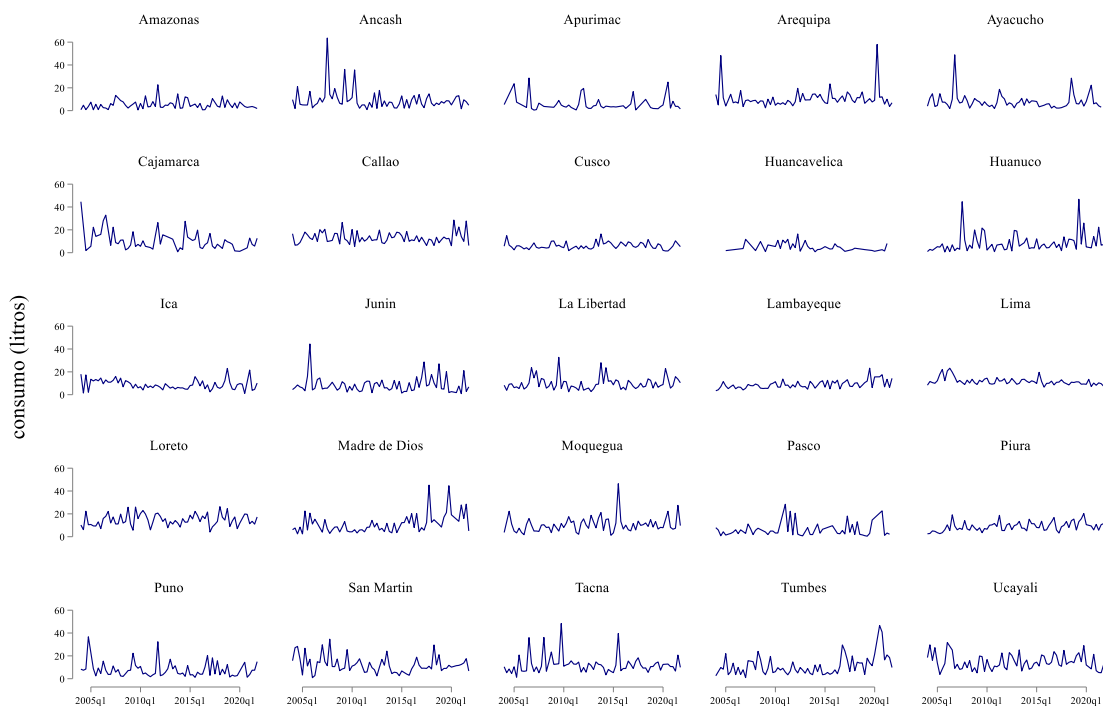 Amazonas Ancash Apurimac Arequipa Ayacucho
60
40
20
0
Cajamarca Callao Cusco Huancavelica Huanuco
60
40
20
0
Ica Junin La Libertad Lambayeque Lima
60
40
20
0
consumo (litros)
Loreto Madre de Dios Moquegua Pasco Piura
60
40
20
0
Puno San Martin Tacna Tumbes Ucayali
60
40
20
0
2005q1 2010q1 2015q1 2020q1 2005q1 2010q1 2015q1 2020q1 2005q1 2010q1 2015q1 2020q1 2005q1 2010q1 2015q1 2020q1 2005q1 2010q1 2015q1 2020q1